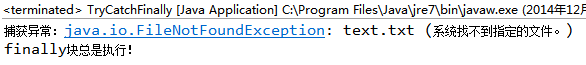 <terminated> TryCatchFinally [Java Application] C:\Program Files\Java\jre7\bin\javaw.exe (2014年12月
捕获异常: java.io.FileNotFoundException: text.txt (系统找不到指定的文件。)
finally块总是执行!